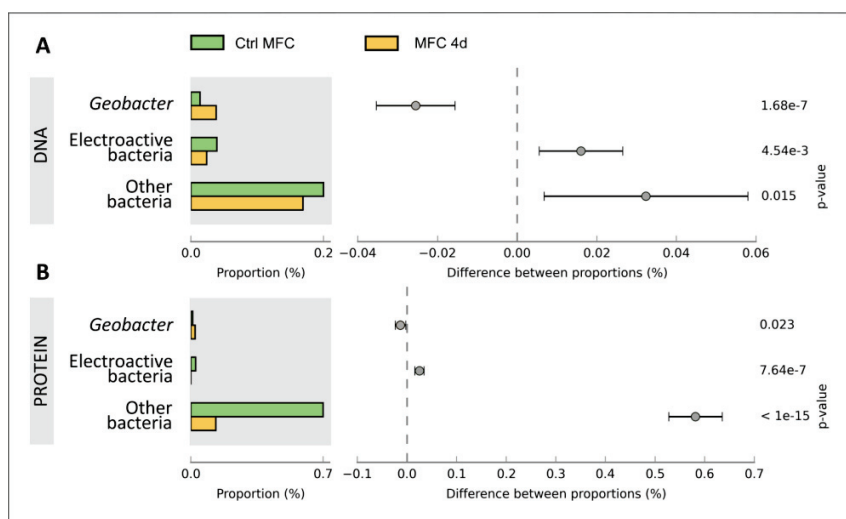 A
Ctrl MFC
MFC 4d
DNA
Geobacter
Electroactive
bacteria
Other
bacteria
1.68e-7
4.54e-3
0.015
p-value
0.0
0.2
−0.04
−0.02
0.00
0.02
0.04
0.06
Proportion (%)
Difference between proportions (%)
B
PROTEIN
Geobacter
Electroactive
bacteria
Other
bacteria
0.023
7.64e-7
< 1e-15
p-value
0.0
0.7
−0.1
0.0
0.1
0.2
0.3
0.4
0.5
0.6
0.7
Proportion (%)
Difference between proportions (%)